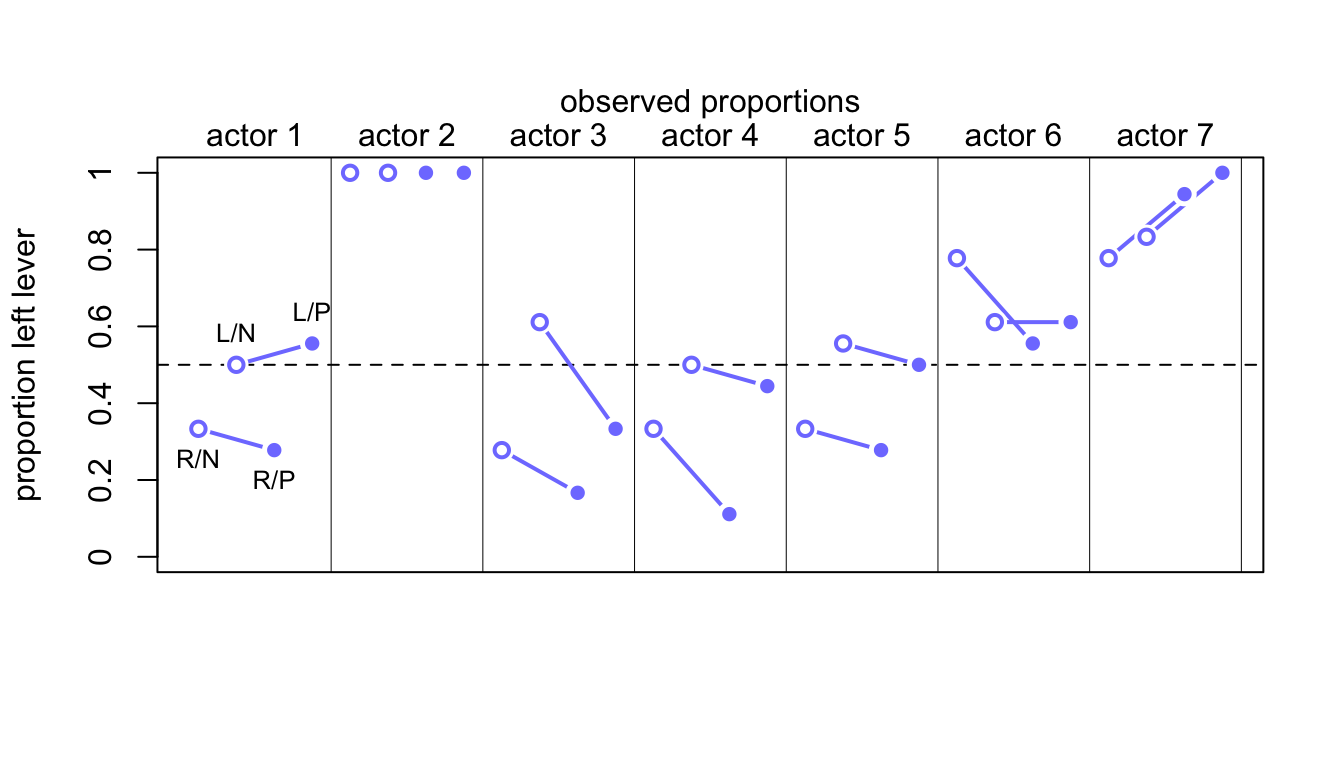 observed proportions
actor 1 actor 2 actor 3 actor 4 actor 5 actor 6 actor 7
proportion left lever
1
0.8
0.6
0.4
0.2
0
L/P
L/N
R/N
R/P